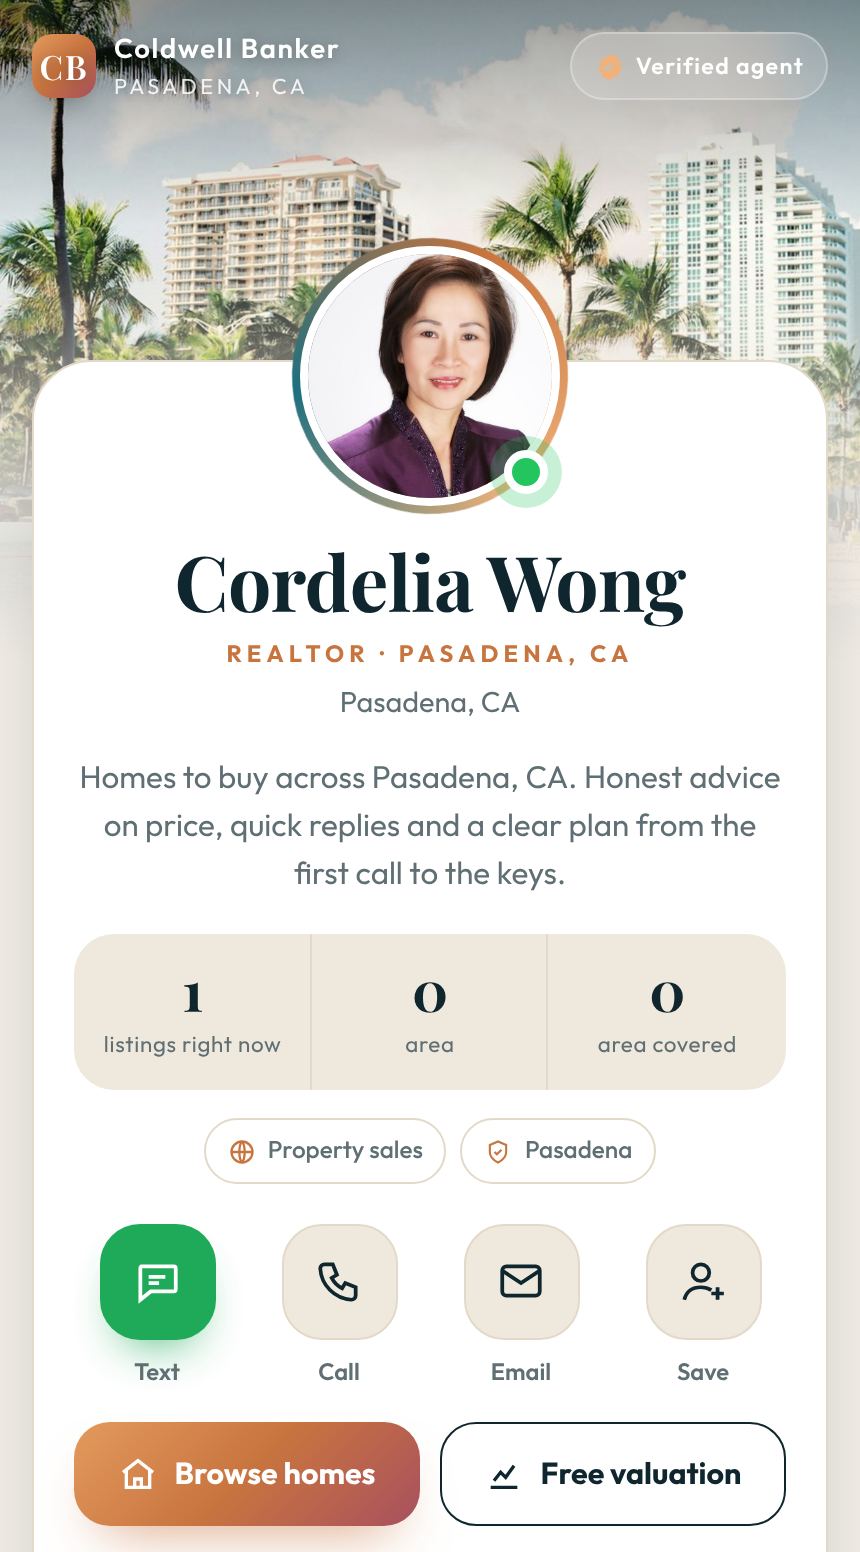 CB
Coldwell Banker
PASADENA, CA
Verified agent
Cordelia Wong
REALTOR · PASADENA, CA
Pasadena, CA
Homes to buy across Pasadena, CA. Honest advice
on price, quick replies and a clear plan from the
first call to the keys.
1
listings right now
0
area
0
area covered
Property sales
Pasadena
Text
Call
Email
Save
Browse homes
Free valuation